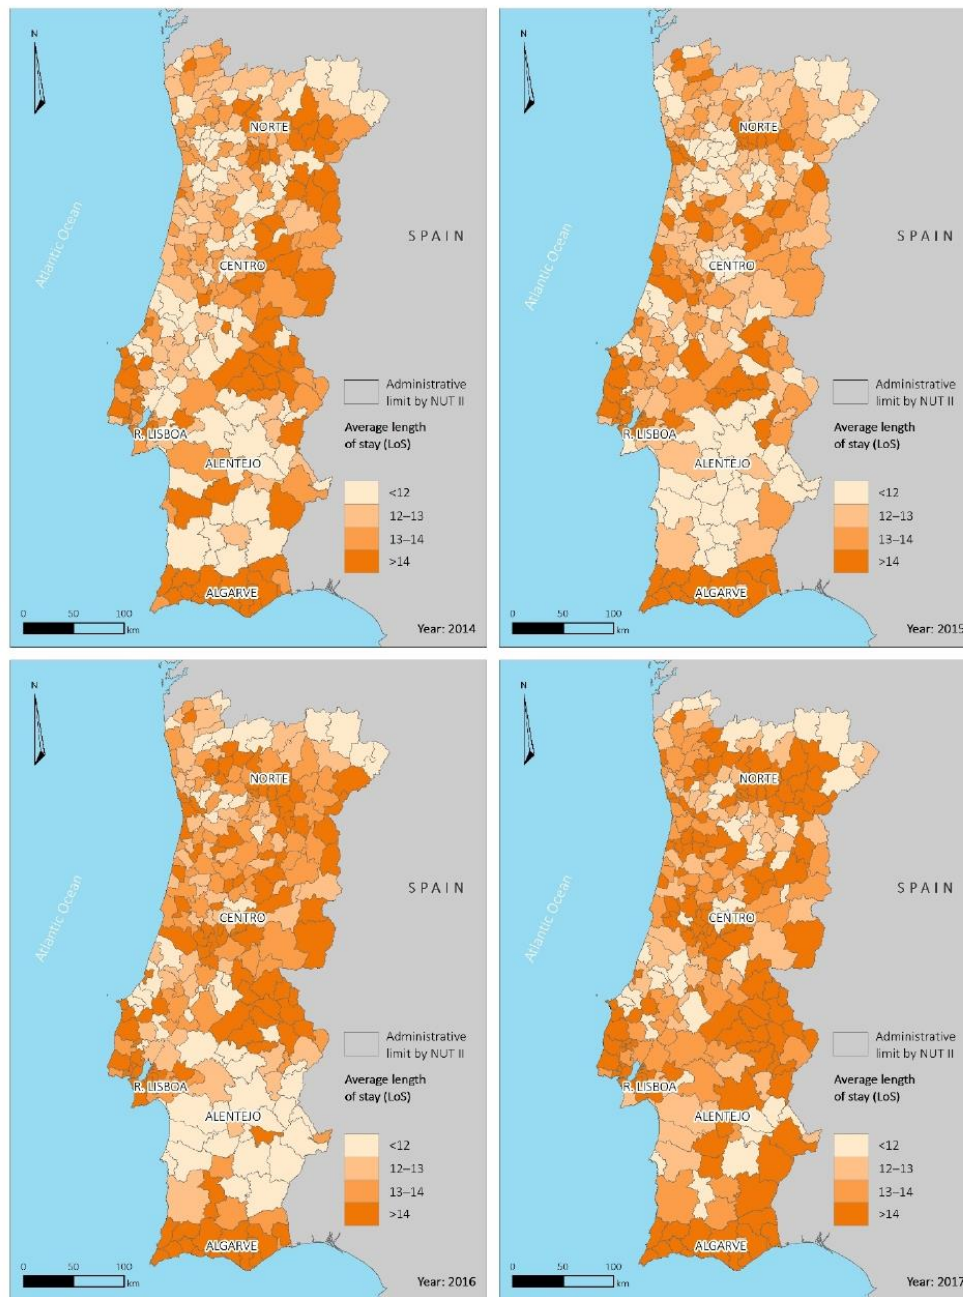 N
NORTE
Atlantic Ocean
SPAIN
CENTRO
Administrative
limit by NUT II
Average length
of stay (LoS)
R. LISBOA
ALENTEJO
<12
12–13
13–14
>14
ALGARVE
0 50 100
km
Year: 2014
N
NORTE
Atlantic Ocean
SPAIN
CENTRO
Administrative
limit by NUT II
Average length
of stay (LoS)
R. LISBOA
ALENTEJO
<12
12–13
13–14
>14
ALGARVE
0 50 100
km
Year: 2015
N
NORTE
Atlantic Ocean
SPAIN
CENTRO
Administrative
limit by NUT II
Average length
of stay (LoS)
R. LISBOA
ALENTEJO
<12
12–13
13–14
>14
ALGARVE
0 50 100
km
Year: 2016
N
NORTE
Atlantic Ocean
SPAIN
CENTRO
Administrative
limit by NUT II
Average length
of stay (LoS)
R. LISBOA
ALENTEJO
<12
12–13
13–14
>14
ALGARVE
0 50 100
km
Year: 2017